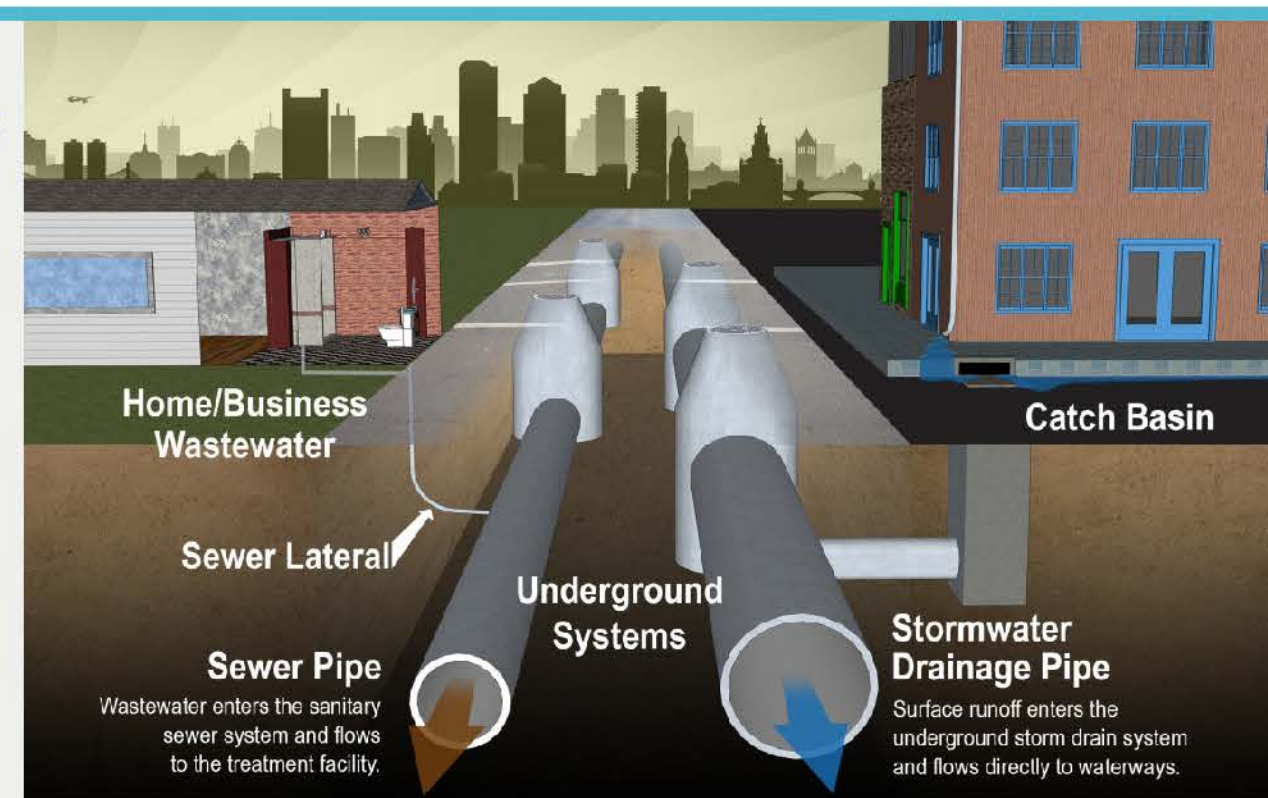 Home/Business
Wastewater
Catch Basin
Sewer Lateral
Underground
Systems
Sewer Pipe
Wastewater enters the sanitary
sewer system and flows
to the treatment facility.
Stormwater
Drainage Pipe
Surface runoff enters the
underground storm drain system
and flows directly to waterways.